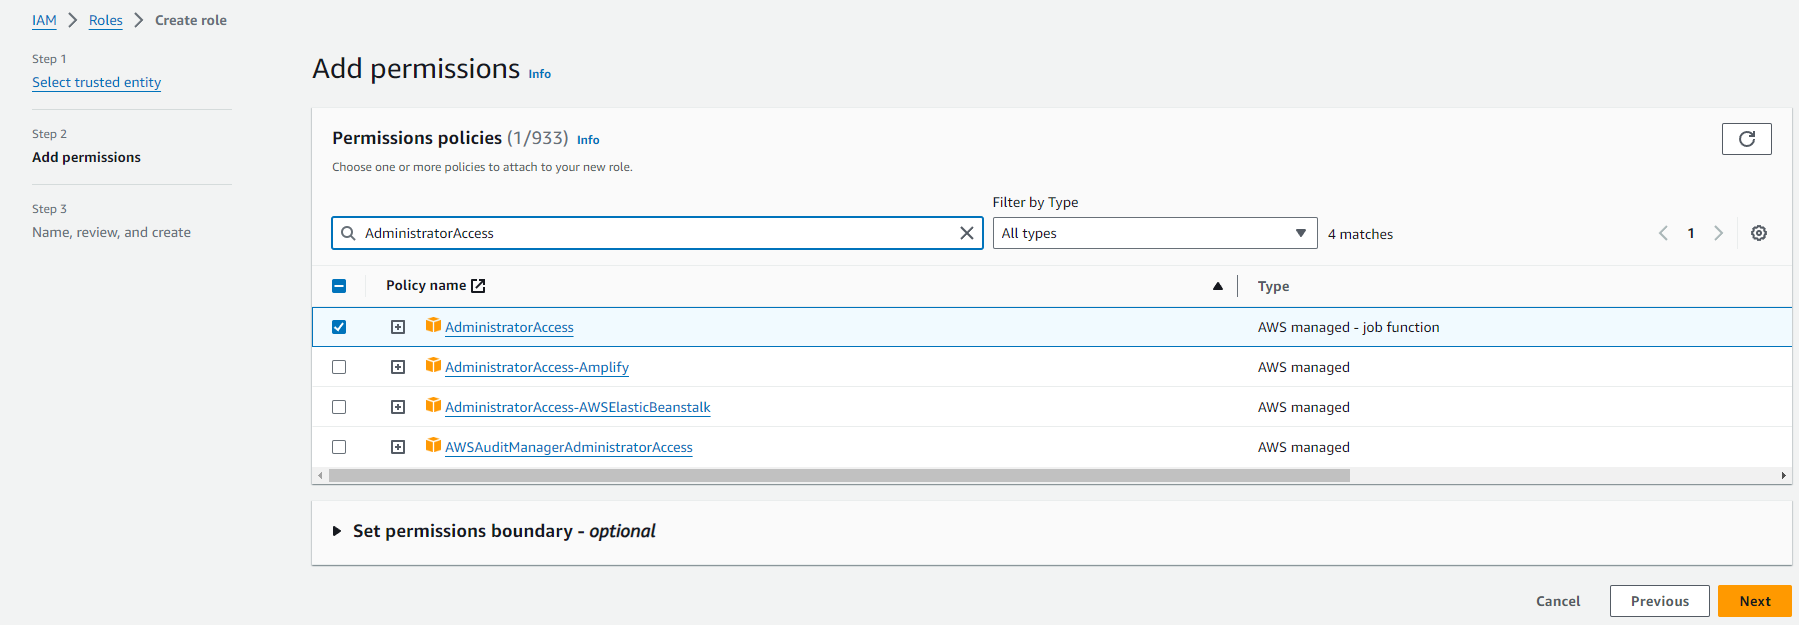 IAM > Roles > Create role
Step 1
Select trusted entity
Step 2
Add permissions
Step 3
Name, review, and create
Add permissions Info
Permissions policies (1/933) Info
Choose one or more policies to attach to your new role.
Filter by Type
AdministratorAccess
All types
4 matches
1
Policy name
Type
AdministratorAccess
AWS managed - job function
AdministratorAccess-Amplify
AWS managed
AdministratorAccess-AWSElasticBeanstalk
AWS managed
AWSAuditManagerAdministratorAccess
AWS managed
Set permissions boundary - optional
Cancel
Previous
Next